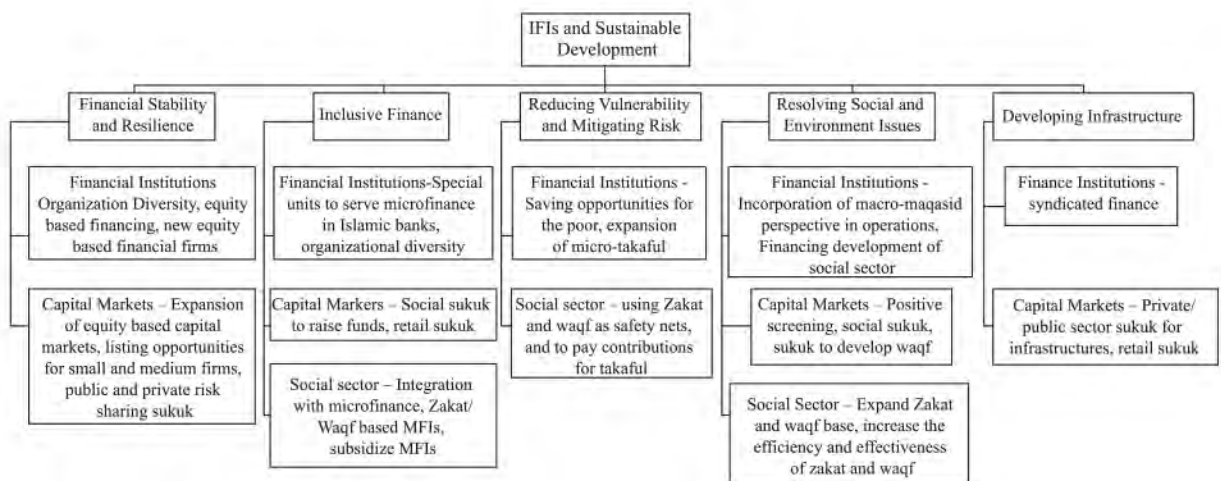 IFIs and Sustainable
Development
Financial Stability
and Resilience
Financial Institutions
Organization Diversity, equity
based financing, new equity
based financial firms
Capital Markets – Expansion
of equity based capital
markets, listing opportunities
for small and medium firms,
public and private risk
sharing sukuk
Inclusive Finance
Financial Institutions-Special
units to serve microfinance
in Islamic banks,
organizational diversity
Capital Markers – Social sukuk
to raise funds, retail sukuk
Social sector – Integration
with microfinance, Zakat/
Waqf based MFIs,
subsidize MFIs
Reducing Vulnerability
and Mitigating Risk
Financial Institutions -
Saving opportunities for
the poor, expansion
of micro-takaful
Social sector – using Zakat
and waqf as safety nets,
and to pay contributions
for takaful
Resolving Social and
Environment Issues
Financial Institutions -
Incorporation of macro-maqasid
perspective in operations,
Financing development of
social sector
Capital Markets – Positive
screening, social sukuk,
sukuk to develop waqf
Social Sector – Expand Zakat
and waqf base, increase the
efficiency and effectiveness
of zakat and waqf
Developing Infrastructure
Finance Institutions -
syndicated finance
Capital Markets – Private/
public sector sukuk for
infrastructures, retail sukuk